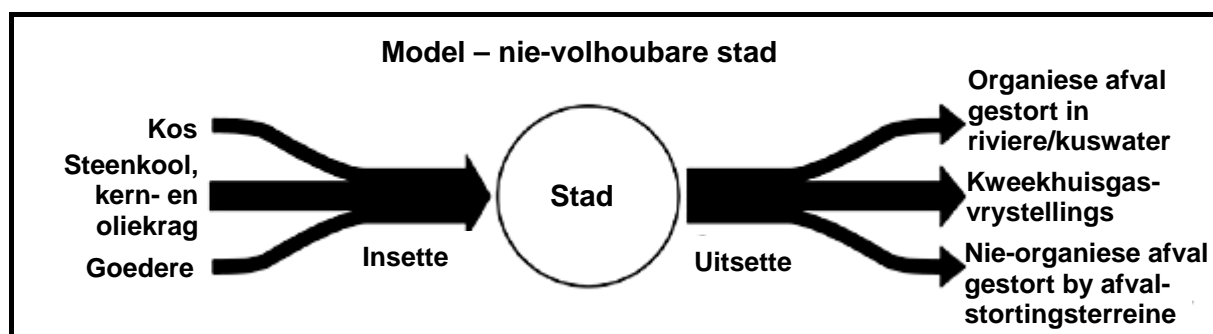 Model – nie-volhoubare stad
Kos
Steenkool,
kern- en
oliekrag
Goedere
Insette
Stad
Uitsette
Organiese afval
gestort in
riviere/kuswater
Kweekhuisgas-
vrystellings
Nie-organiese afval
gestort by afval-
stortingsterreine